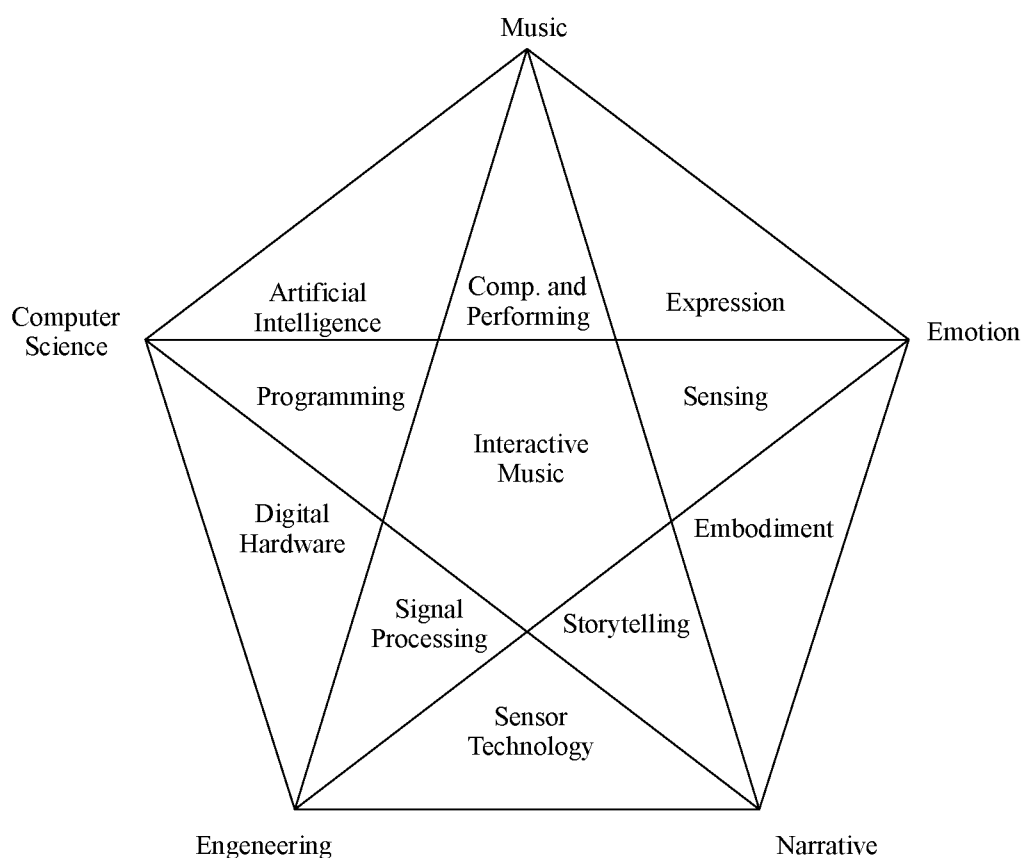 Music
Comp. and
Performing
Artificial
Intelligence
Expression
Computer
Science
Emotion
Programming
Sensing
Interactive
Music
Digital
Hardware
Embodiment
Signal
Processing
Storytelling
Sensor
Technology
Engeneering
Narrative